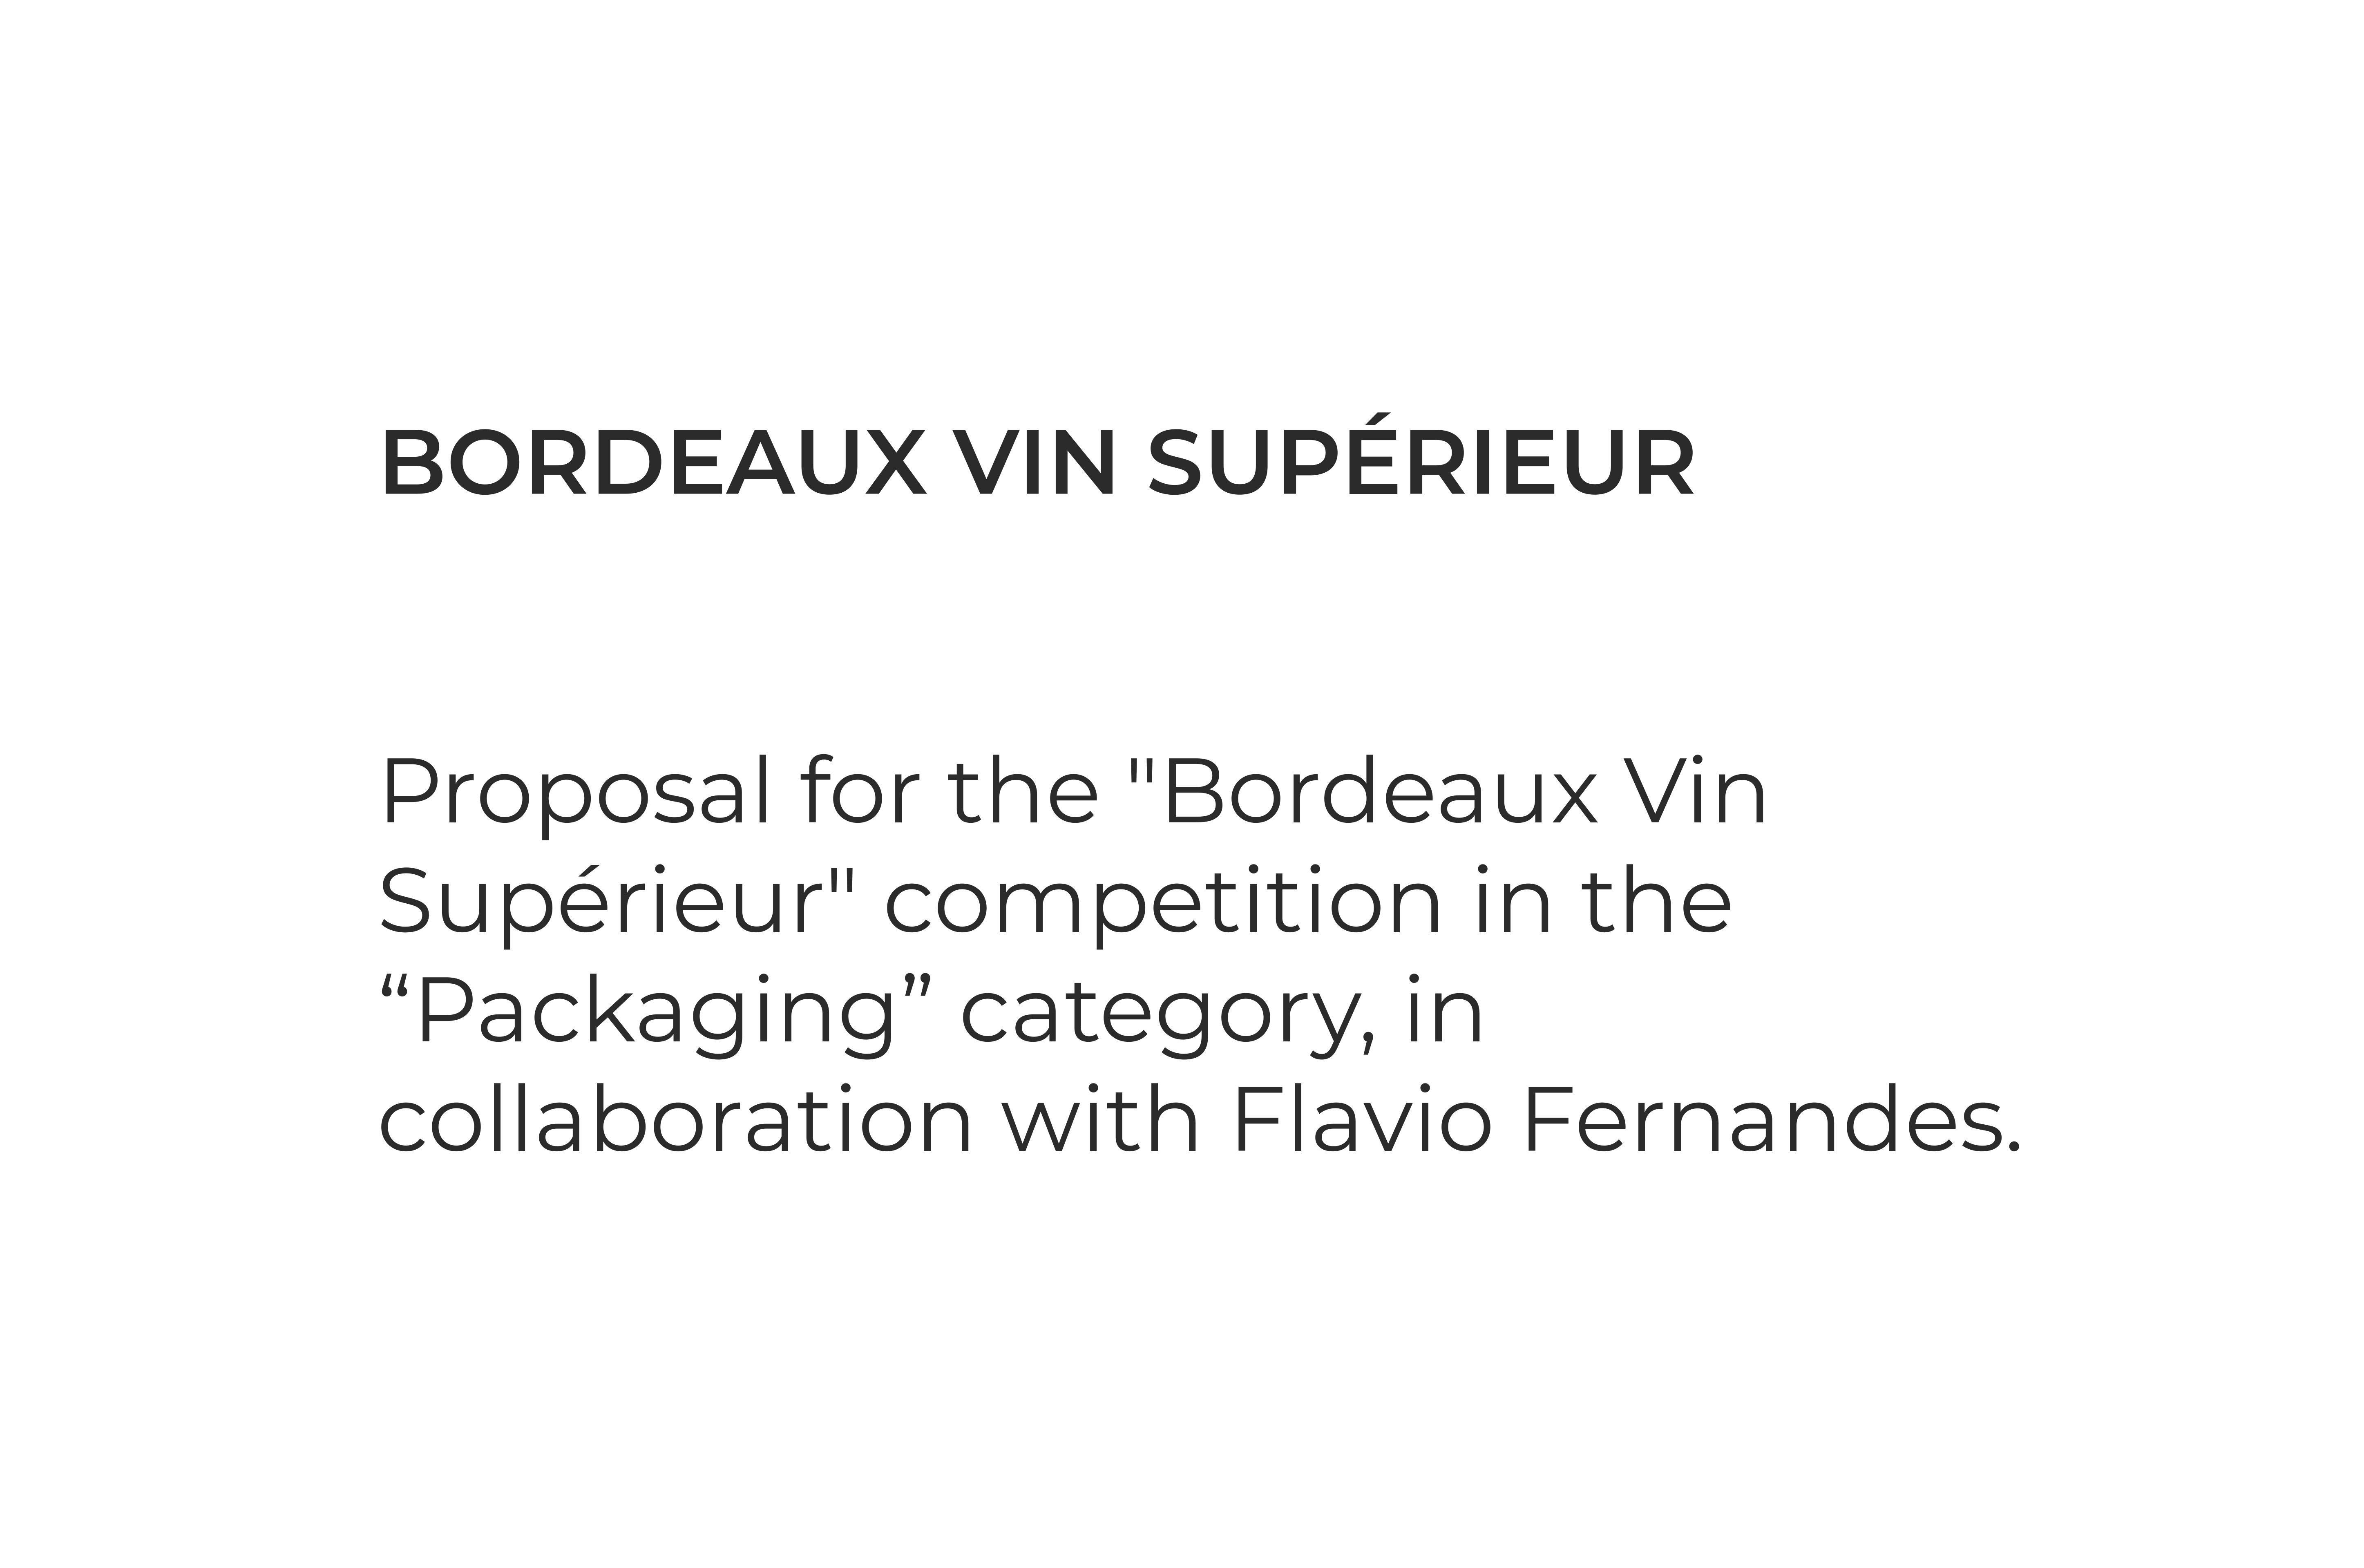 BORDEAUX VIN SUPÉRIEUR
Proposal for the "Bordeaux Vin
Supérieur" competition in the
“Packaging” category, in
collaboration with Flavio Fernandes.